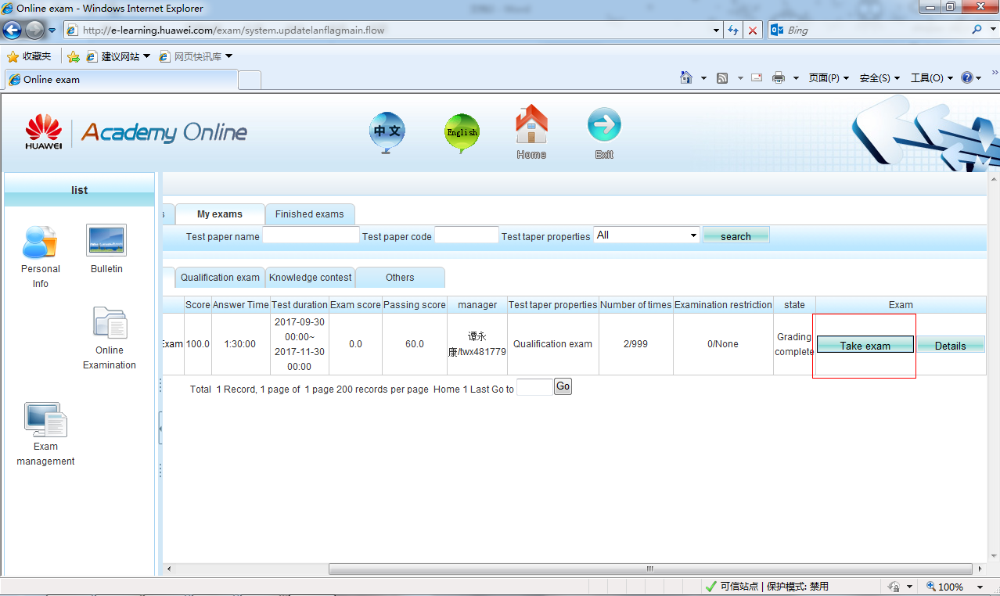 Online exam - Windows Internet Explorer
http://e-learning.huawei.com/exam/system.updatelanflagmain.flow
Bing
收藏夹
建议网站
网页快讯库
Online exam
页面(P)
安全(S)
工具(O)
HUAWEI
Academy Online
中文
English
Home
Exit
list
Personal
Info
Bulletin
Online
Examination
Exam
management
s
My exams
Finished exams
Test paper name
Test paper code
Test taper properties
All
search
Qualification exam
Knowledge contest
Others
Score Answer Time Test duration Exam score Passing score manager Test taper properties Number of times Examination restriction state Exam
Exam
100.0
1:30:00
2017-09-30
00:00~
2017-11-30
00:00
0.0
60.0
谭永
康/twx481779
Qualification exam
2/999
0/None
Grading
complete
Take exam
Details
Total 1 Record, 1 page of 1 page 200 records per page Home 1 Last Go to
Go
可信站点 | 保护模式: 禁用
100%